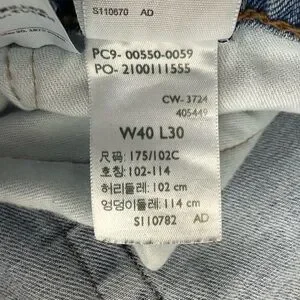 S110670 AD
PC9- 00550-0059
PO- 2100111555
CW-3724
405449
W40 L30
尺码: 175/102C
호칭: 102-114
허리둘레: 102 cm
엉덩이둘레: 114 cm
S110782 AD